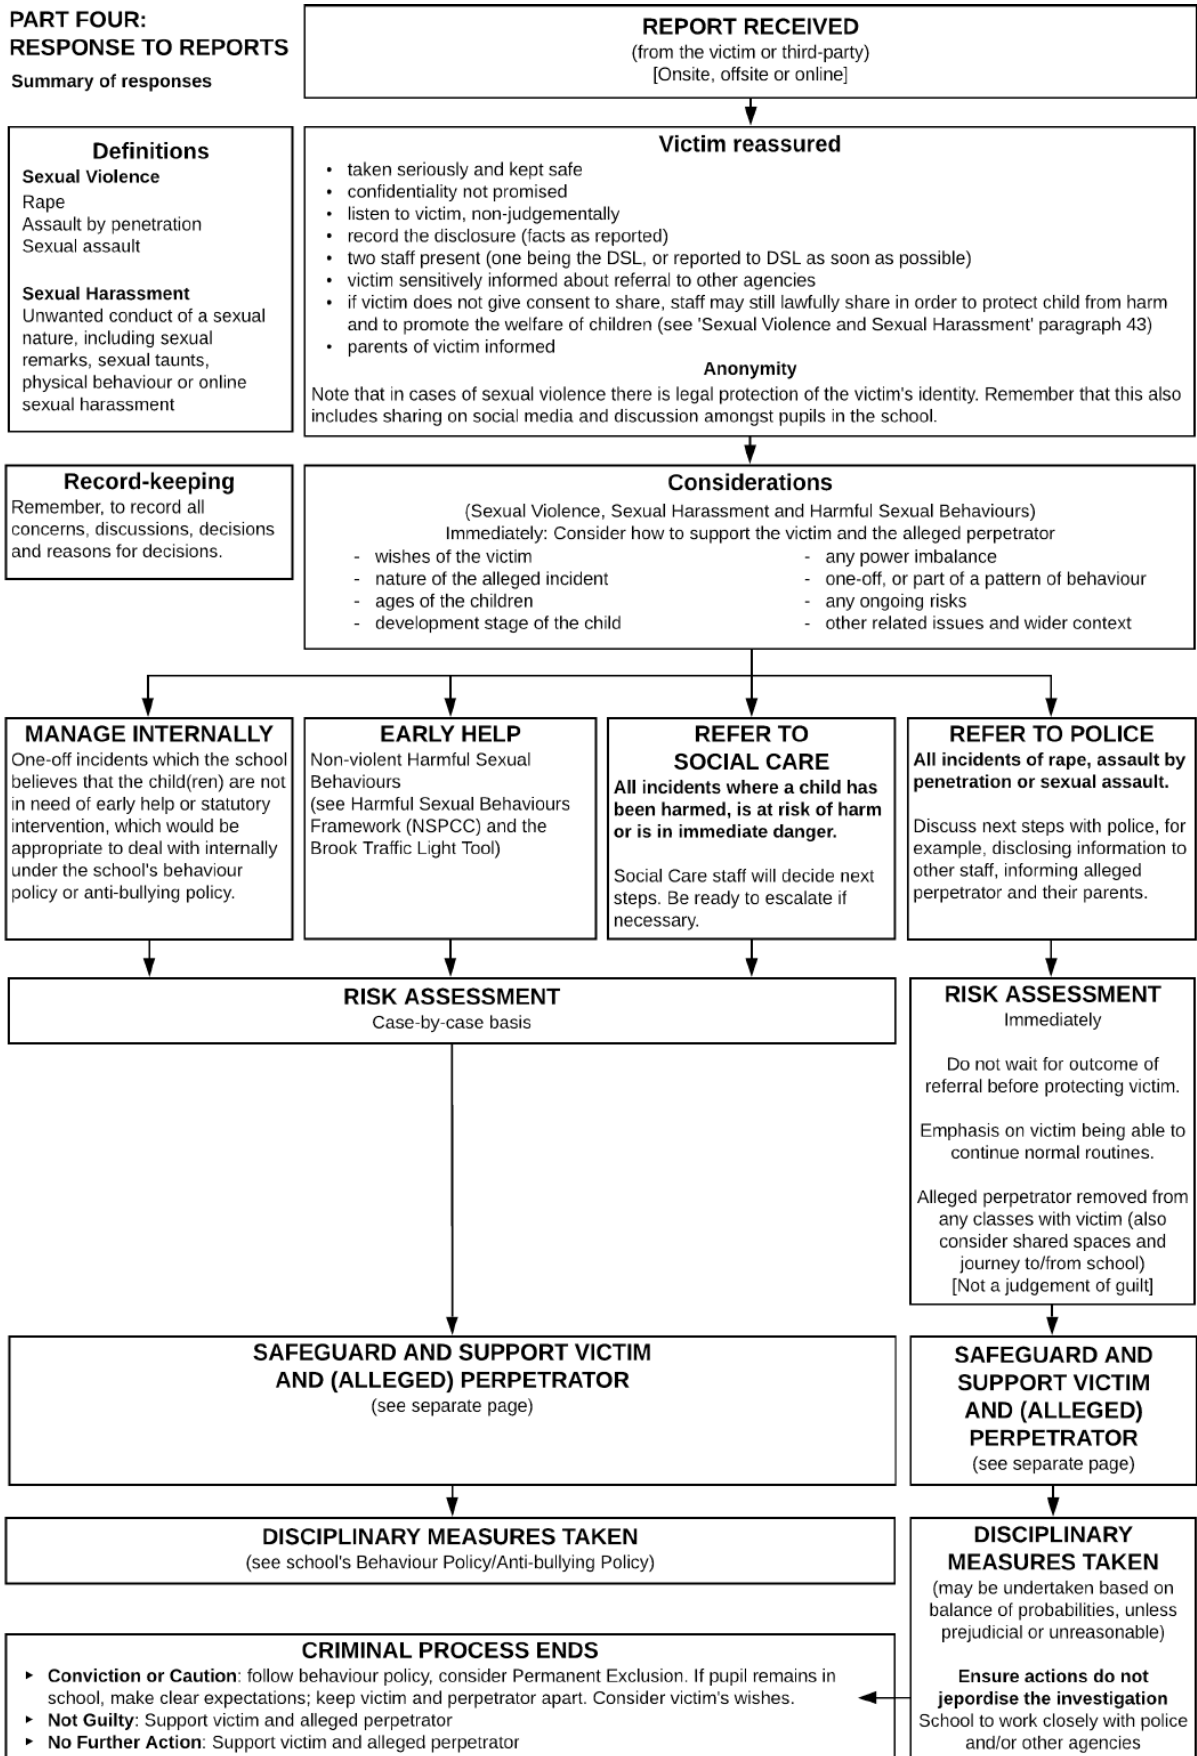 PART FOUR:
RESPONSE TO REPORTS
Summary of responses
REPORT RECEIVED
(from the victim or third-party)
[Onsite, offsite or online]
Definitions
Sexual Violence
Rape
Assault by penetration
Sexual assault
Sexual Harassment
Unwanted conduct of a sexual
nature, including sexual
remarks, sexual taunts,
physical behaviour or online
sexual harassment
Victim reassured
• taken seriously and kept safe
• confidentiality not promised
• listen to victim, non-judgementally
• record the disclosure (facts as reported)
• two staff present (one being the DSL, or reported to DSL as soon as possible)
• victim sensitively informed about referral to other agencies
• if victim does not give consent to share, staff may still lawfully share in order to protect child from harm
and to promote the welfare of children (see 'Sexual Violence and Sexual Harassment' paragraph 43)
• parents of victim informed
Anonymity
Note that in cases of sexual violence there is legal protection of the victim's identity. Remember that this also
includes sharing on social media and discussion amongst pupils in the school.
Record-keeping
Remember, to record all
concerns, discussions, decisions
and reasons for decisions.
Considerations
(Sexual Violence, Sexual Harassment and Harmful Sexual Behaviours)
Immediately: Consider how to support the victim and the alleged perpetrator
- wishes of the victim
- nature of the alleged incident
- ages of the children
- development stage of the child
- any power imbalance
- one-off, or part of a pattern of behaviour
- any ongoing risks
- other related issues and wider context
MANAGE INTERNALLY
One-off incidents which the school
believes that the child(ren) are not
in need of early help or statutory
intervention, which would be
appropriate to deal with internally
under the school's behaviour
policy or anti-bullying policy.
EARLY HELP
Non-violent Harmful Sexual
Behaviours
(see Harmful Sexual Behaviours
Framework (NSPCC) and the
Brook Traffic Light Tool)
REFER TO
SOCIAL CARE
All incidents where a child has
been harmed, is at risk of harm
or is in immediate danger.
Social Care staff will decide next
steps. Be ready to escalate if
necessary.
REFER TO POLICE
All incidents of rape, assault by
penetration or sexual assault.
Discuss next steps with police, for
example, disclosing information to
other staff, informing alleged
perpetrator and their parents.
RISK ASSESSMENT
Case-by-case basis
RISK ASSESSMENT
Immediately
Do not wait for outcome of
referral before protecting victim.
Emphasis on victim being able to
continue normal routines.
Alleged perpetrator removed from
any classes with victim (also
consider shared spaces and
journey to/from school)
[Not a judgement of guilt]
SAFEGUARD AND SUPPORT VICTIM
AND (ALLEGED) PERPETRATOR
(see separate page)
SAFEGUARD AND
SUPPORT VICTIM
AND (ALLEGED)
PERPETRATOR
(see separate page)
DISCIPLINARY MEASURES TAKEN
(see school's Behaviour Policy/Anti-bullying Policy)
DISCIPLINARY
MEASURES TAKEN
(may be undertaken based on
balance of probabilities, unless
prejudicial or unreasonable)
Ensure actions do not
jepordise the investigation
School to work closely with police
and/or other agencies
CRIMINAL PROCESS ENDS
‣ Conviction or Caution: follow behaviour policy, consider Permanent Exclusion. If pupil remains in
school, make clear expectations; keep victim and perpetrator apart. Consider victim's wishes.
‣ Not Guilty: Support victim and alleged perpetrator
‣ No Further Action: Support victim and alleged perpetrator